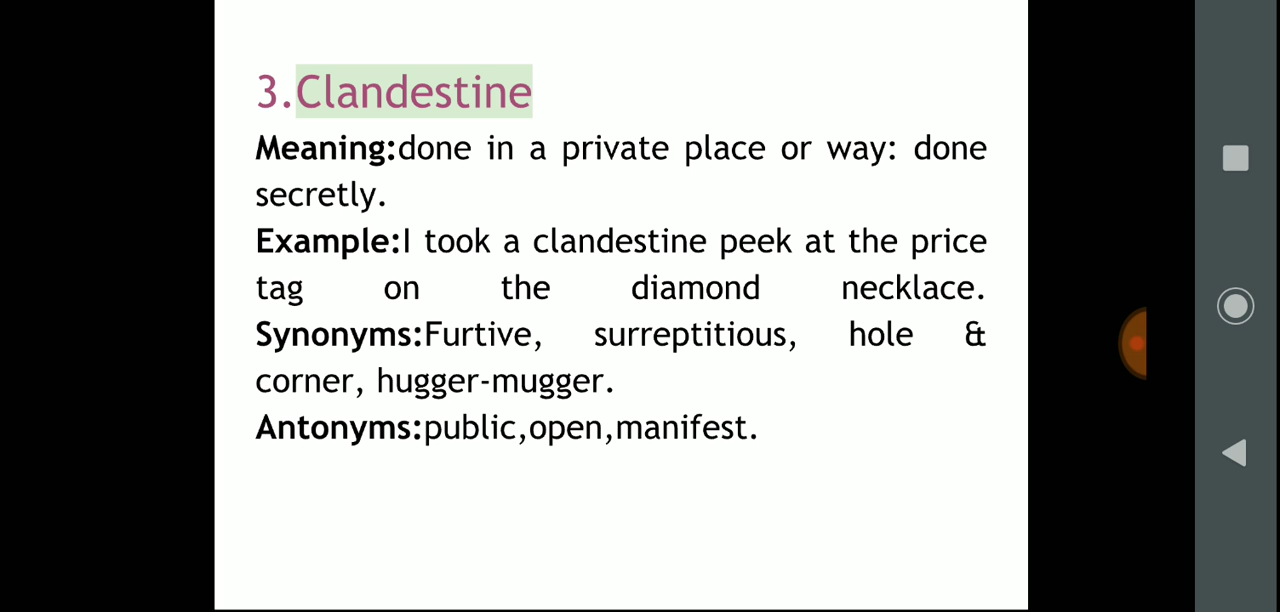 3.Clandestine
Meaning:done in a private place or way: done
secretly.
Example:I took a clandestine peek at the price
tag on the diamond necklace.
Synonyms:Furtive, surreptitious, hole &
corner, hugger-mugger.
Antonyms:public,open,manifest.